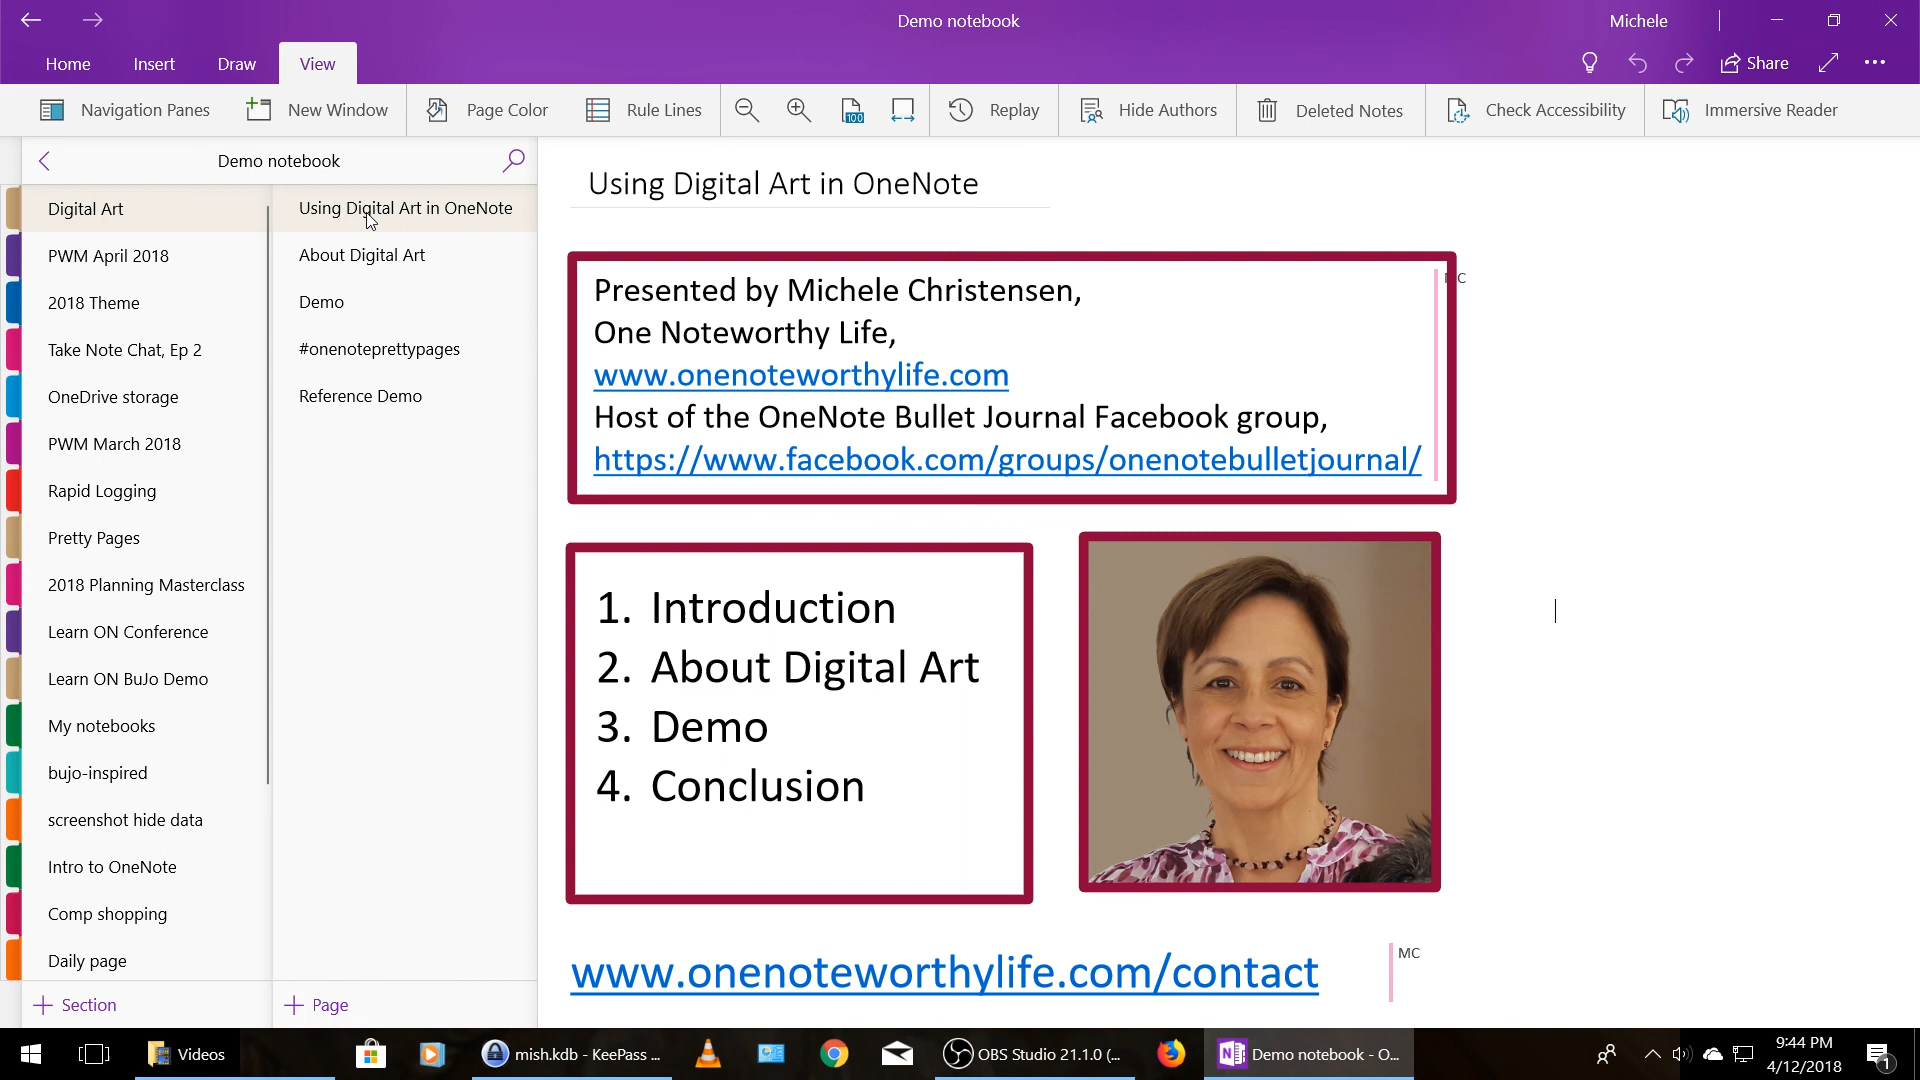 Demo notebook
Michele
Home Insert Draw View
Share
Navigation Panes New Window Page Color Rule Lines 100 Replay Hide Authors Deleted Notes Check Accessibility Immersive Reader
Demo notebook
Digital Art
PWM April 2018
2018 Theme
Take Note Chat, Ep 2
OneDrive storage
PWM March 2018
Rapid Logging
Pretty Pages
2018 Planning Masterclass
Learn ON Conference
Learn ON BuJo Demo
My notebooks
bujo-inspired
screenshot hide data
Intro to OneNote
Comp shopping
Daily page
Section
Using Digital Art in OneNote
About Digital Art
Demo
#onenoteprettypages
Reference Demo
Page
Using Digital Art in OneNote
Presented by Michele Christensen,
One Noteworthy Life,
www.onenoteworthylife.com
Host of the OneNote Bullet Journal Facebook group,
https://www.facebook.com/groups/onenotebulletjournal/
1. Introduction
2. About Digital Art
3. Demo
4. Conclusion
www.onenoteworthylife.com/contact
MC
Videos
mish.kdb - KeePass ...
OBS Studio 21.1.0 (...
Demo notebook - O...
9:44 PM
4/12/2018
1